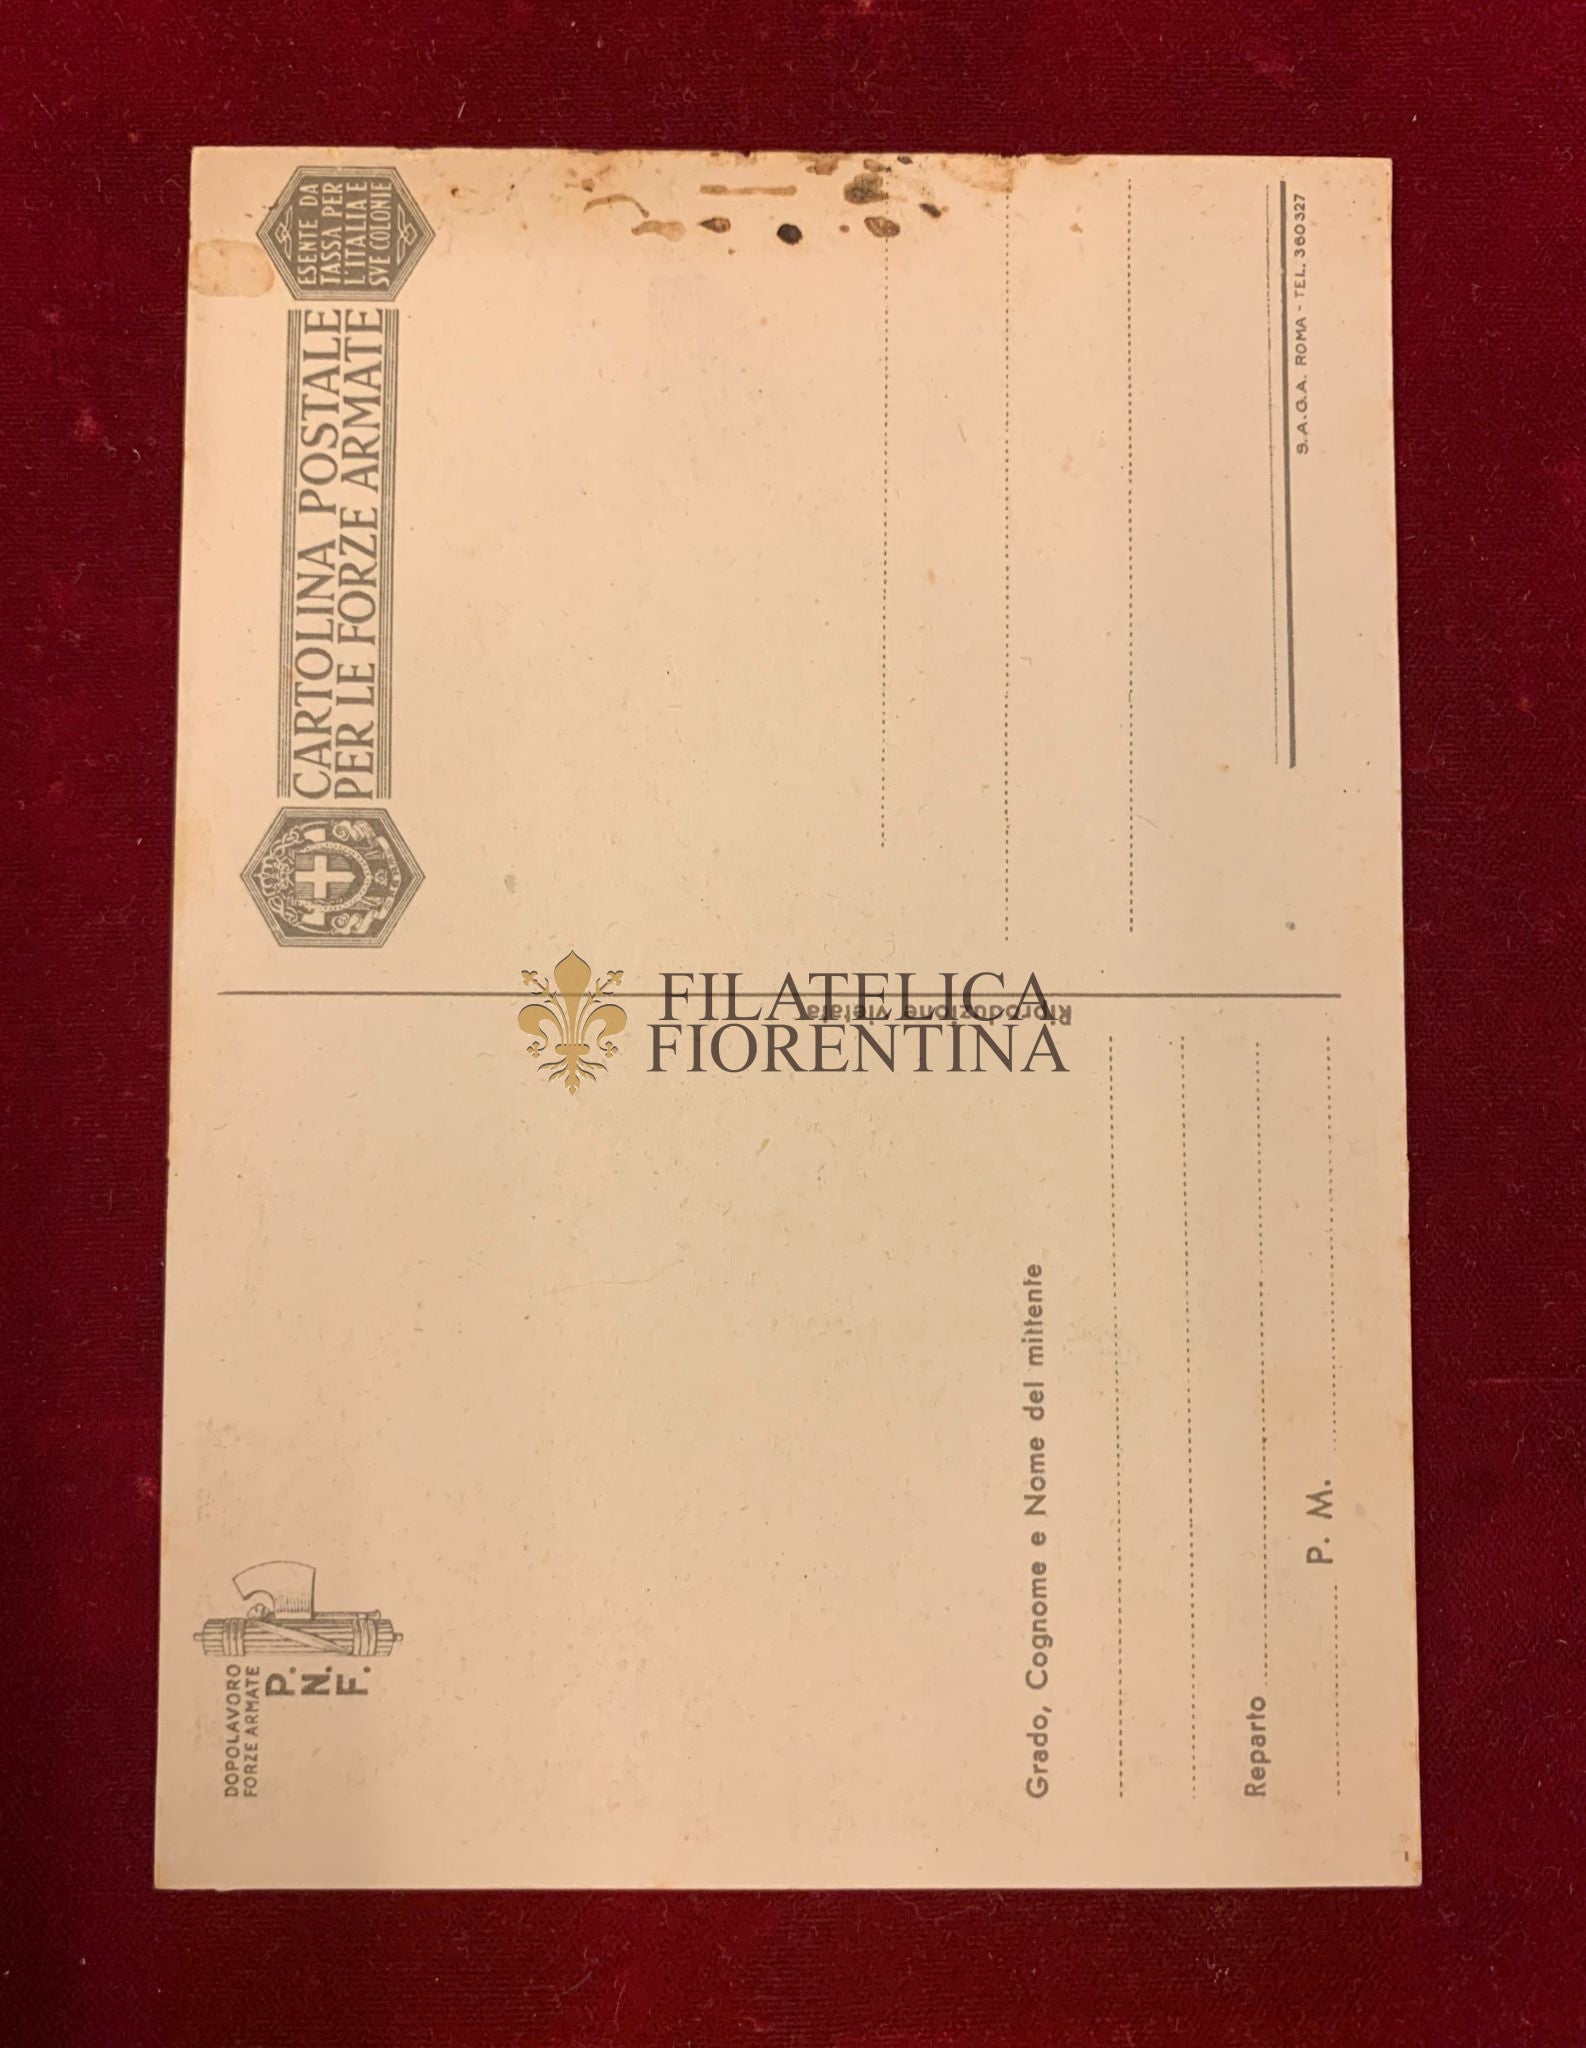 DOPOLAVORO
FORZE ARMATE
P.
N.
F.
CARTOLINA POSTALE
PER LE FORZE ARMATE
ESENTE DA
TASSA PER
L'ITALIA E
SVE COLONIE
Grado, Cognome e Nome del mittente
Reparto
P. M.
Riproduzione vietata
S.A.G.A. ROMA - TEL. 360327
FILATELICA
FIORENTINA